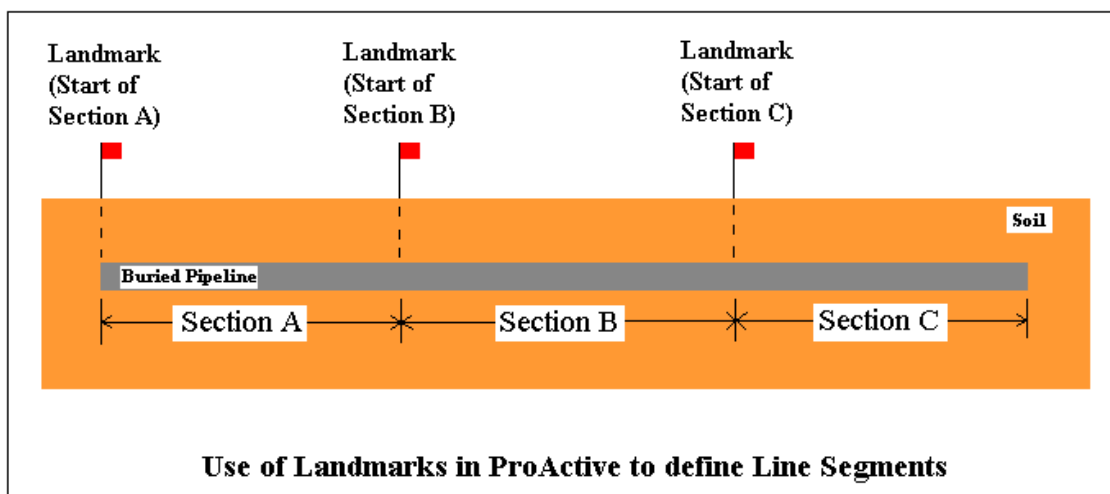 Landmark
(Start of
Section A)
Landmark
(Start of
Section B)
Landmark
(Start of
Section C)
Soil
Buried Pipeline
Section A
Section B
Section C
Use of Landmarks in ProActive to define Line Segments